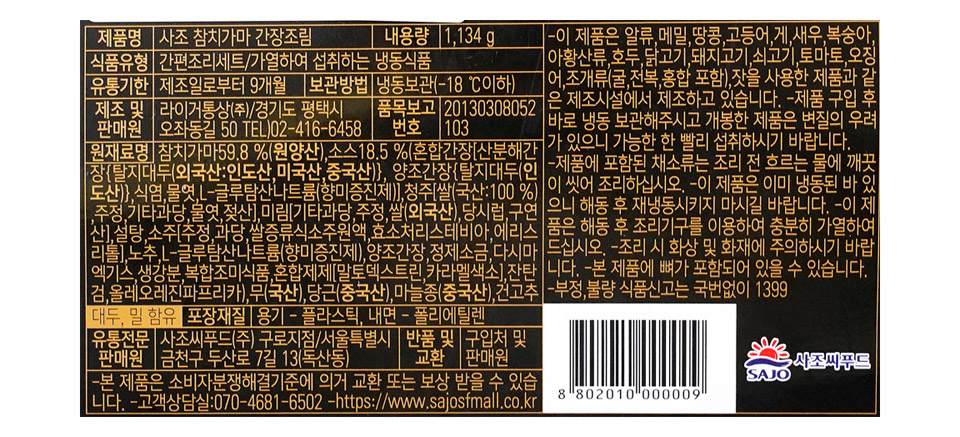 제품명 사조 참치가마 간장조림 내용량 1,134 g
식품유형 간편조리세트/가열하여 섭취하는 냉동식품
유통기한 제조일로부터 9개월 보관방법 냉동보관(-18 ℃이하)
제조 및 판매원 라이거통상(주)/경기도 평택시 오좌동길 50 TEL)02-416-6458 품목보고번호 20130308052103
원재료명 참치가마59.8 %(원양산),소스18.5 %(혼합간장[산분해간
장{탈지대두(외국산:인도산 미국산,중국산)}, 양조간장{탈지대두(인
도산)},식염,물엿,L-글루탐산나트륨(향미증진제)] 청주[쌀(국산:100 %)
주정,기타과당,물엿,젖산],미림[기타과당,주정,쌀(외국산),당시럽,구연
산],설탕,소주(주정,과당 쌀증류식소주원액,효소처리스테비아,에리스
리톨],노추,L-글루탐산나트륨(향미증진제), 양조간장,정제소금,다시마
엑기스,생강분,복합조미식품,혼합제제[말토덱스트린,카라멜색소],잔탄
검,올레오레진파프리카),무(국산),당근(중국산),마늘종(중국산),건고추
대두, 밀 함유 포장재질 용기 – 플라스틱, 내면 – 폴리에틸렌
유통전문판매원 사조씨푸드(주) 구로지점/서울특별시 금천구 두산로 7길 13(독산동) 반품 및 교환 구입처 및 판매원
-본 제품은 소비자분쟁해결기준에 의거 교환 또는 보상 받을 수 있습니
다. -고객상담실:070-4681-6502 -https://www.sajosfmall.co.kr
-이 제품은 알류,메밀,땅콩,고등어,게,새우,복숭아,
아황산류,호두,닭고기,돼지고기,쇠고기,토마토,오징
어,조개류(굴,전복,홍합 포함),잣을 사용한 제품과 같
은 제조시설에서 제조하고 있습니다. -제품 구입 후
바로 냉동 보관해주시고 개봉한 제품은 변질의 우려
가 있으니 가능한 한 빨리 섭취하시기 바랍니다.
-제품에 포함된 채소류는 조리 전 흐르는 물에 깨끗
이 씻어 조리하십시오. -이 제품은 이미 냉동된 바 있
으니 해동 후 재냉동시키지 마시길 바랍니다. -이 제
품은 해동 후 조리기구를 이용하여 충분히 가열하여
드십시오. -조리 시 화상 및 화재에 주의하시기 바랍
니다. -본 제품에 뼈가 포함되어 있을 수 있습니다.
-부정,불량 식품신고는 국번없이 1399
8 802010 000009
SAJO 사조씨푸드